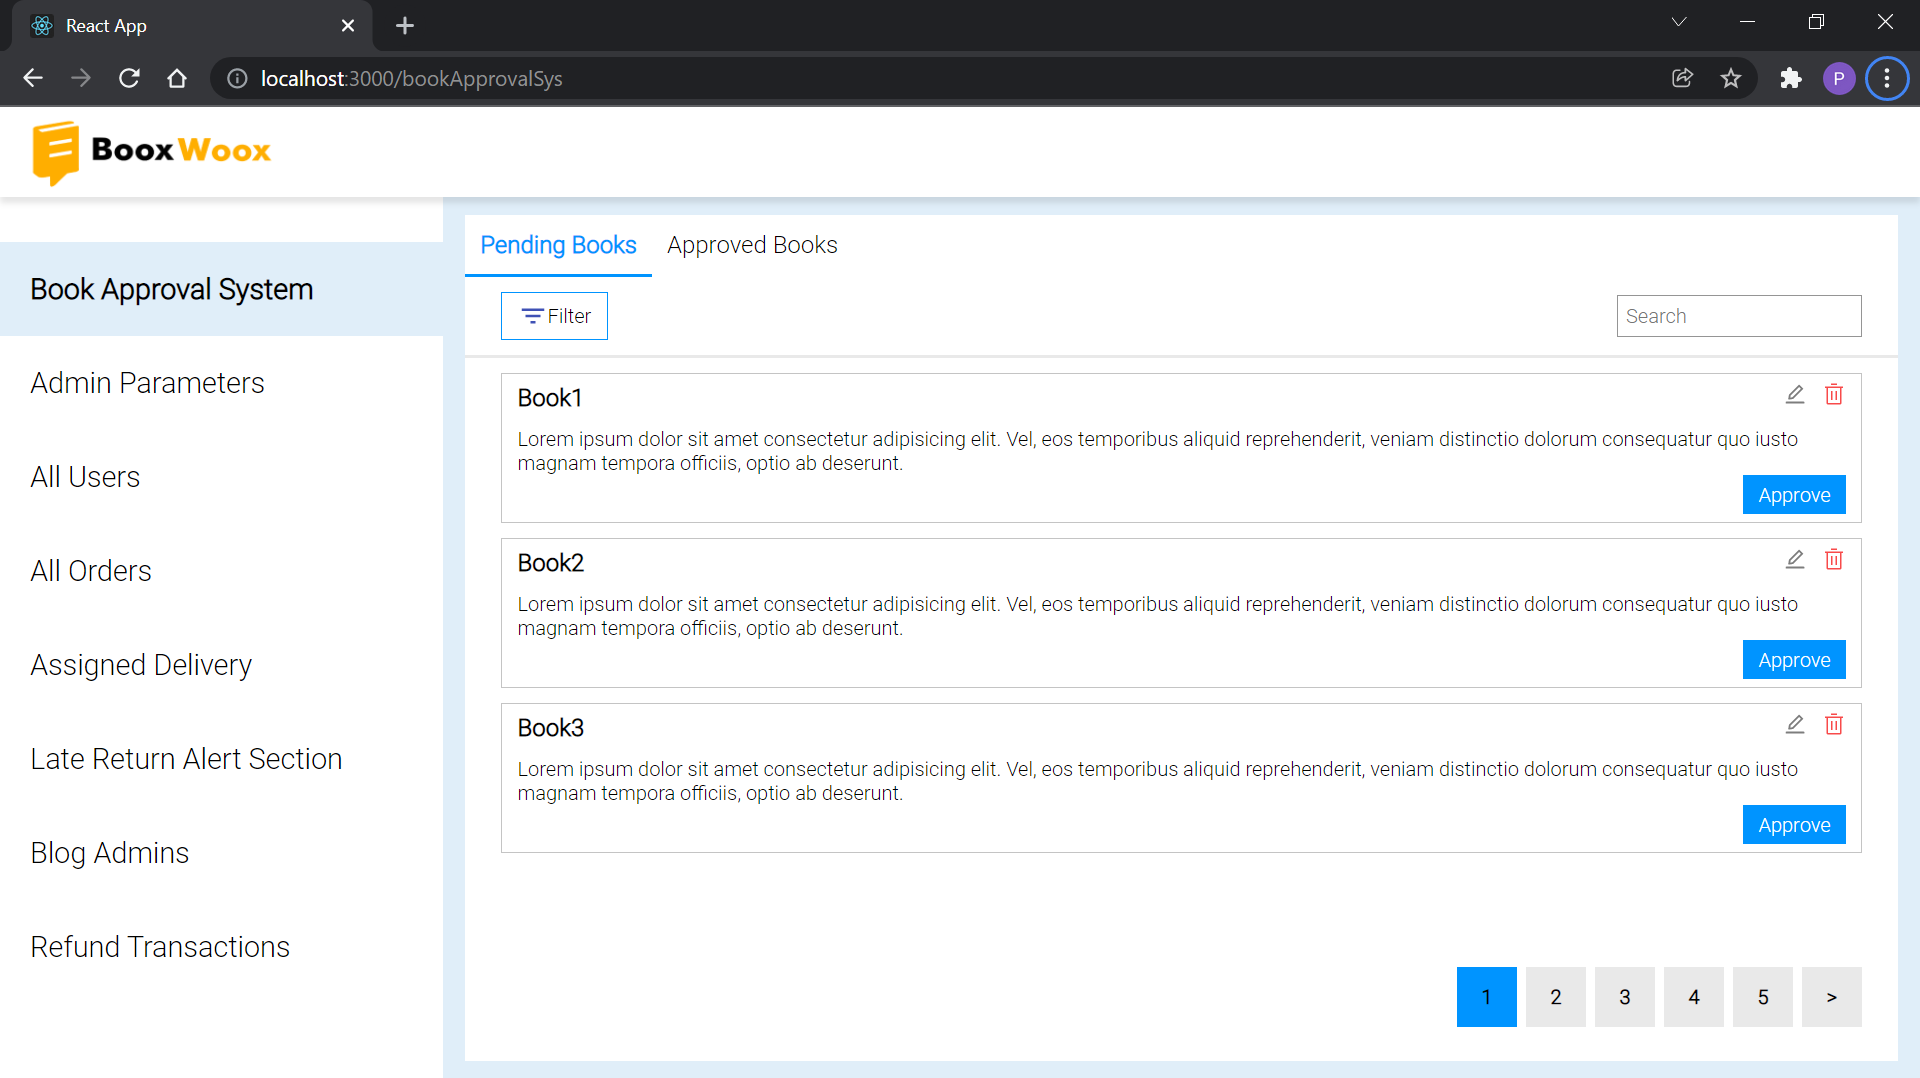 React App
localhost:3000/bookApprovalSys
P
BooxWoox
Book Approval System
Admin Parameters
All Users
All Orders
Assigned Delivery
Late Return Alert Section
Blog Admins
Refund Transactions
Pending Books Approved Books
Filter
Search
Book1
Lorem ipsum dolor sit amet consectetur adipisicing elit. Vel, eos temporibus aliquid reprehenderit, veniam distinctio dolorum consequatur quo iusto
magnam tempora officiis, optio ab deserunt.
Approve
Book2
Lorem ipsum dolor sit amet consectetur adipisicing elit. Vel, eos temporibus aliquid reprehenderit, veniam distinctio dolorum consequatur quo iusto
magnam tempora officiis, optio ab deserunt.
Approve
Book3
Lorem ipsum dolor sit amet consectetur adipisicing elit. Vel, eos temporibus aliquid reprehenderit, veniam distinctio dolorum consequatur quo iusto
magnam tempora officiis, optio ab deserunt.
Approve
1 2 3 4 5 >